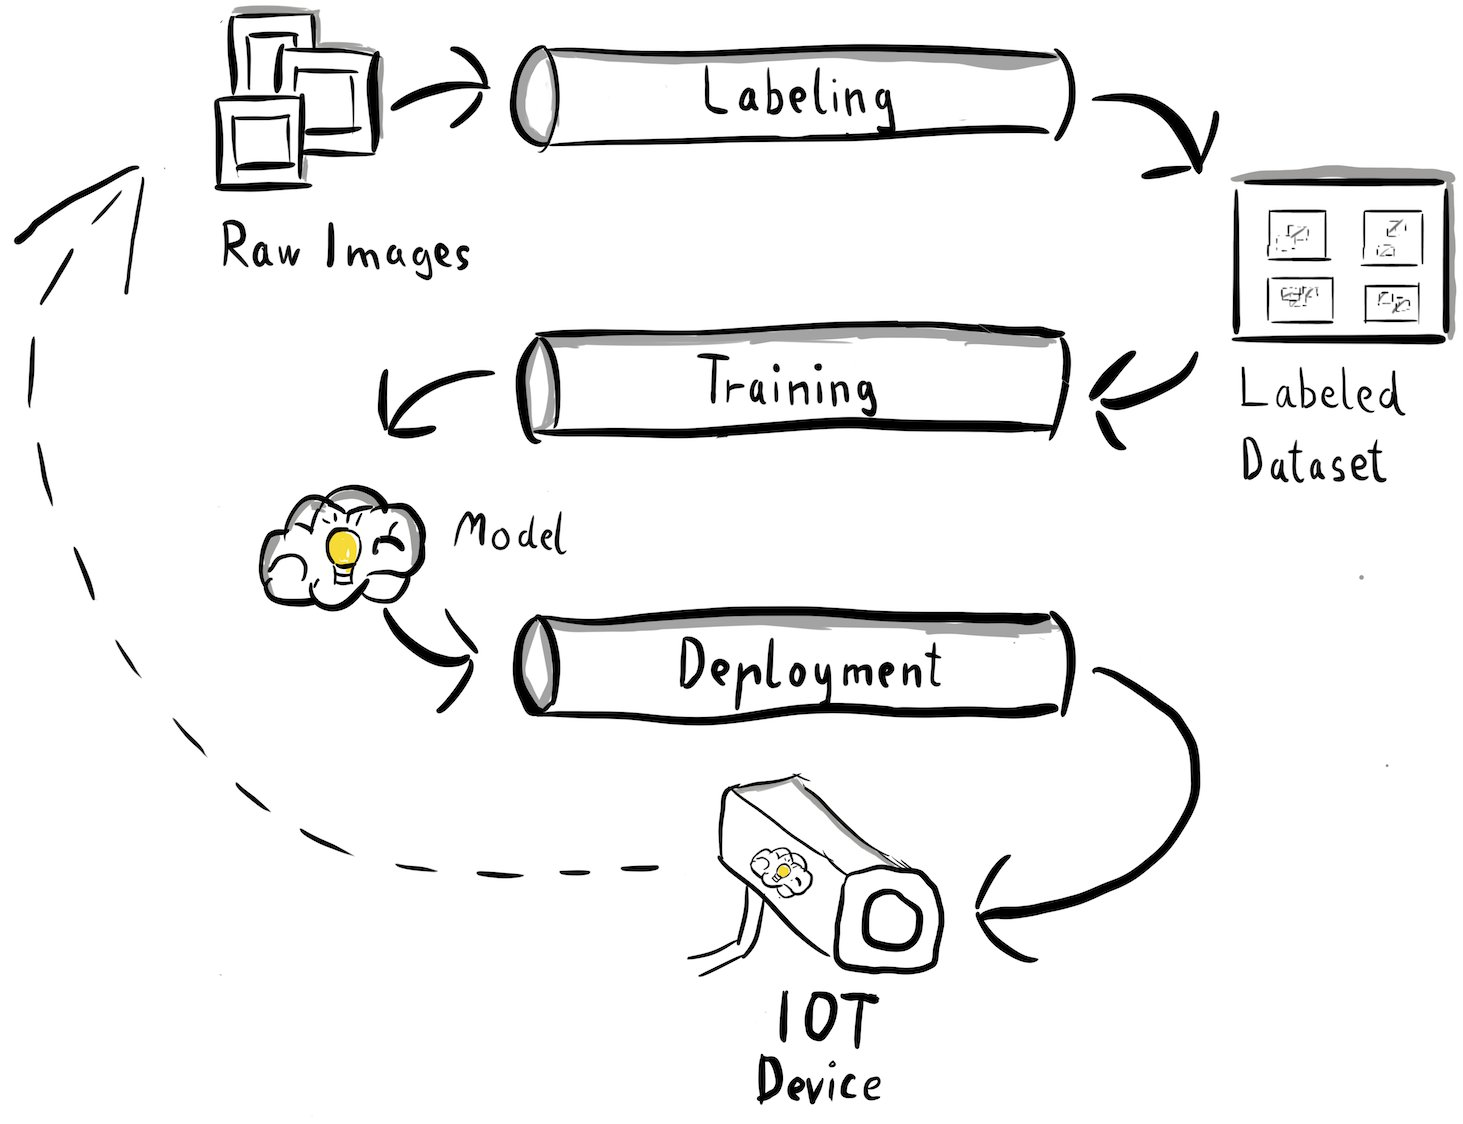 Labeling
Raw Images
Labeled
Dataset
Training
Model
Deployment
IOT
Device